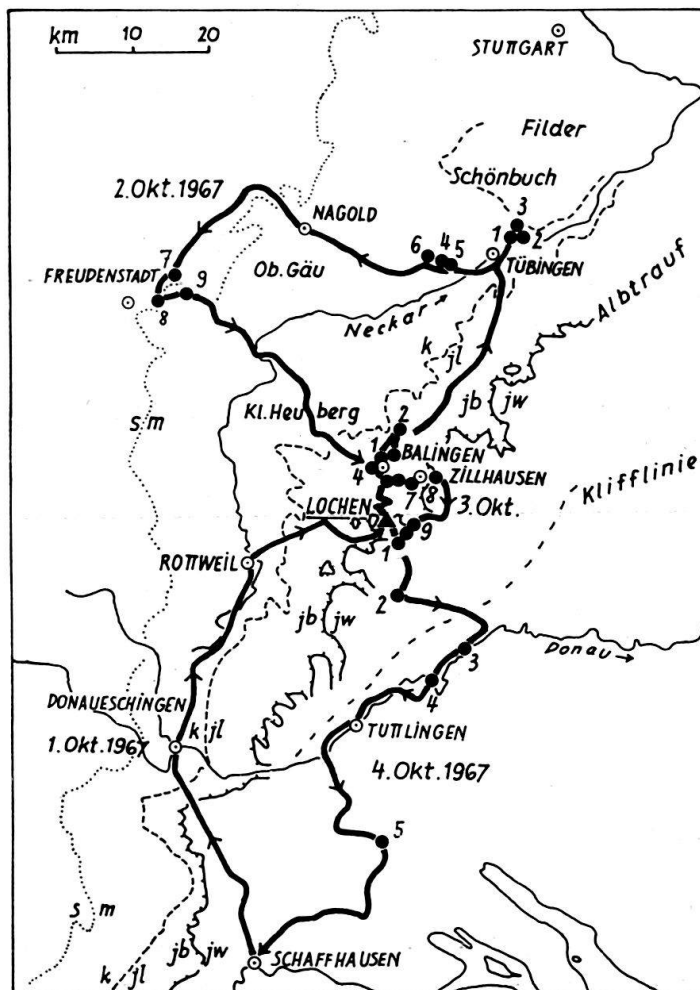 km 10 20
STUTTGART
Filder
Schönbuch
2.Okt.1967
NAGOLD
3
1 2
6 4 5
TÜBINGEN
7
FREUDENSTADT
9
Ob.Gäu
8
Neckar
Albtrauf
k jl
jb jw
s m
Kl.Heuberg
2
1
BALINGEN
4
ZILLHAUSEN
7 8
Klifflinie
3.Okt.
LOCHEN
9
1
ROTTWEIL
2
jb jw
Donau
3
4
DONAUESCHINGEN
k jl
TUTTLINGEN
1.Okt.1967
4.Okt.1967
5
s m
jb jw
k jl
SCHAFFHAUSEN